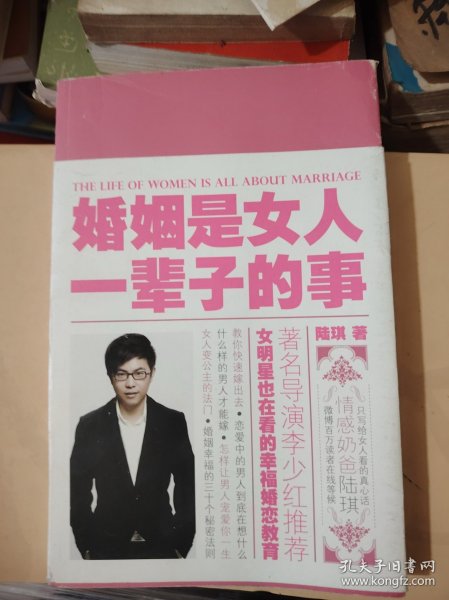 THE LIFE OF WOMEN IS ALL ABOUT MARRIAGE
婚姻是女人
一辈子的事
陆琪 著
只写给女人看的真心话
情感奶爸陆琪
微博百万读者在线等候
著名导演李少红推荐
女明星也在看的幸福婚恋教育
教你快速嫁出去•恋爱中的男人到底在想什么
什么样的男人才能嫁•怎样让男人宠爱你一生
女人变公主的法门•婚姻幸福的三十个秘密法则
孔夫子旧书网
www.kongfz.com